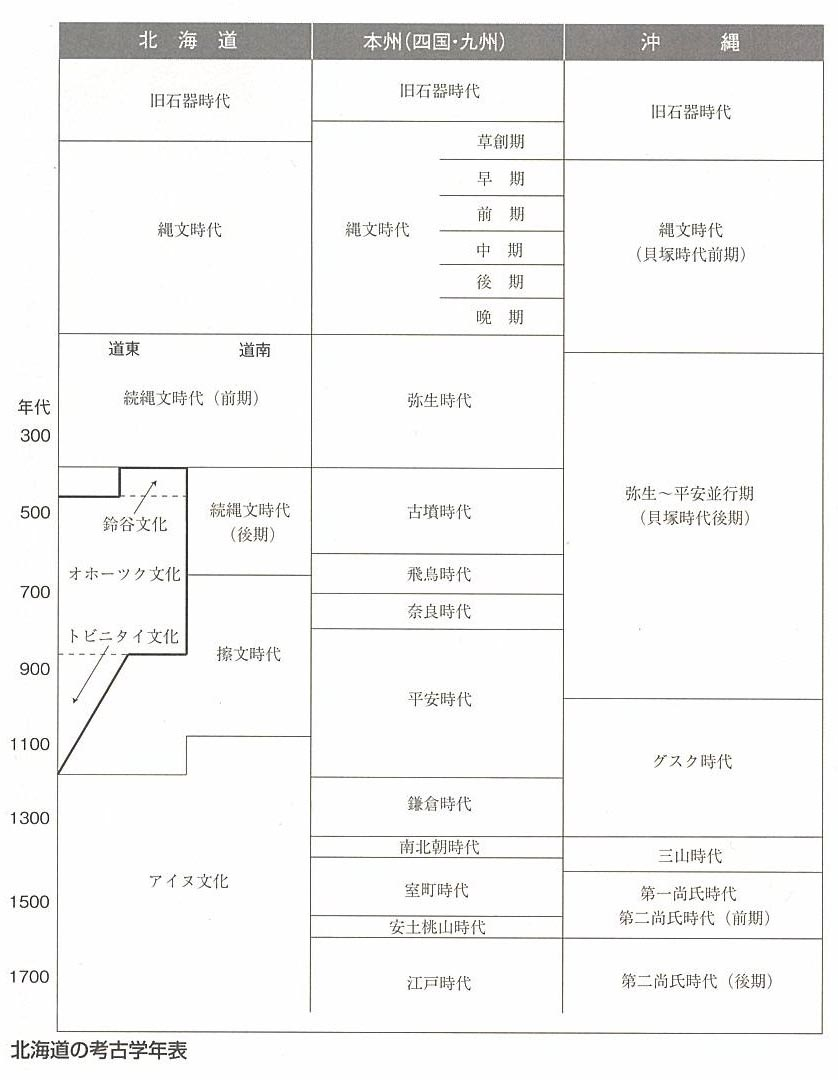 北海道
本州(四国・九州)
沖縄
旧石器時代
旧石器時代
旧石器時代
縄文時代
縄文時代
草創期
早期
前期
中期
後期
晩期
縄文時代
(貝塚時代前期)
道東
道南
続縄文時代(前期)
弥生時代
年代
300
500
700
900
1100
1300
1500
1700
鈴谷文化
オホーツク文化
トビニタイ文化
続縄文時代
(後期)
擦文時代
アイヌ文化
古墳時代
飛鳥時代
奈良時代
平安時代
鎌倉時代
南北朝時代
室町時代
安土桃山時代
江戸時代
弥生~平安並行期
(貝塚時代後期)
グスク時代
三山時代
第一尚氏時代
第二尚氏時代(前期)
第二尚氏時代(後期)
北海道の考古学年表